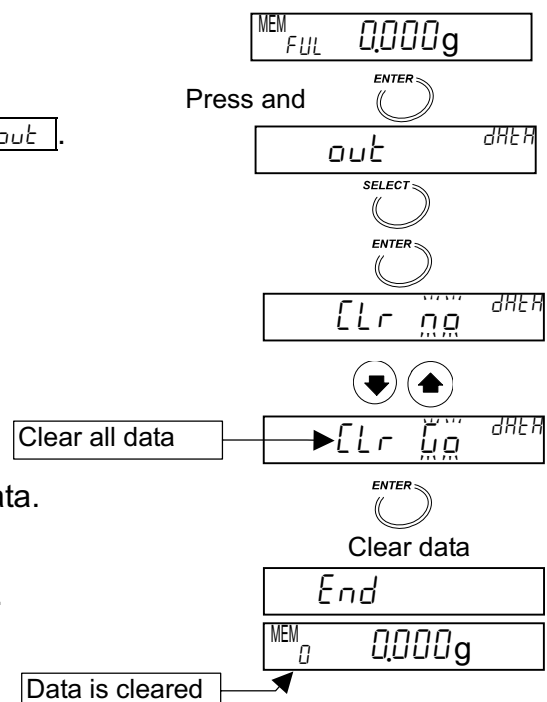 MEM FUL 0.000g
ENTER
Press and
out.
out dAtA
SELECT
ENTER
CLr no dAtA
Clear all data
CLr Go dAtA
ata.
ENTER
Clear data
End
MEM 0 0.000g
Data is cleared